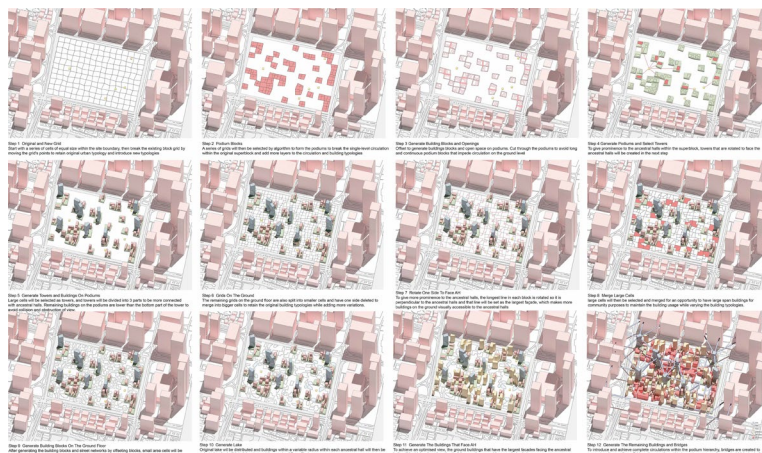 Step 1 Original and New Grid
Start with a series of cells of equal size within the site boundary, then break the existing block grid by
moving the grid's points to retain original urban typology and introduce new typologies
Step 2 Podium Blocks
A series of grids will then be selected by algorithm to form the podiums to break the single-level circulation
within the original superblock and add more layers to the circulation and building typologies
Step 3 Generate Building Blocks and Openings
Offset to generate buildings blocks and open space on podiums. Cut through the podiums to avoid long
and continuous podium blocks that impede circulation on the ground level
Step 4 Generate Podiums and Select Towers
To give prominence to the ancestral halls within the superblock, towers that are rotated to face the
ancestral halls will be created in the next step
Step 5 Generate Towers and Buildings On Podiums
Large cells will be selected as towers, and towers will be divided into 3 parts to be more connected
with ancestral halls. Remaining buildings on the podiums are lower than the bottom part of the tower to
avoid collision and obstruction of view.
Step 6 Grids On The Ground
The remaining grids on the ground floor are also split into smaller cells and have one side deleted to
merge into bigger cells to retain the original building typologies while adding more variations.
Step 7 Rotate One Side To Face AH
To give more prominence to the ancestral halls, the longest line in each block is rotated so it is
perpendicular to the ancestral halls and that line will be set as the largest façade, which makes more
buildings on the ground visually accessible to the ancestral halls
Step 8 Merge Large Cells
large cells will then be selected and merged for an opportunity to have large open buildings for
community purposes to maintain the building usage while varying the building typologies.
Step 9 Generate Building Blocks On The Ground Floor
After generating the building blocks and street networks by offsetting blocks, small area cells will be
Step 10 Generate Lake
Original lake will be distributed and buildings within a variable radius within each ancestral hall will then be
Step 11 Generate The Buildings That Face AH
To achieve an optimised view, the ground buildings that have the largest facades facing the ancestral
Step 12 Generate The Remaining Buildings and Bridges
To introduce and achieve complete circulations within the podium hierarchy, bridges are created to